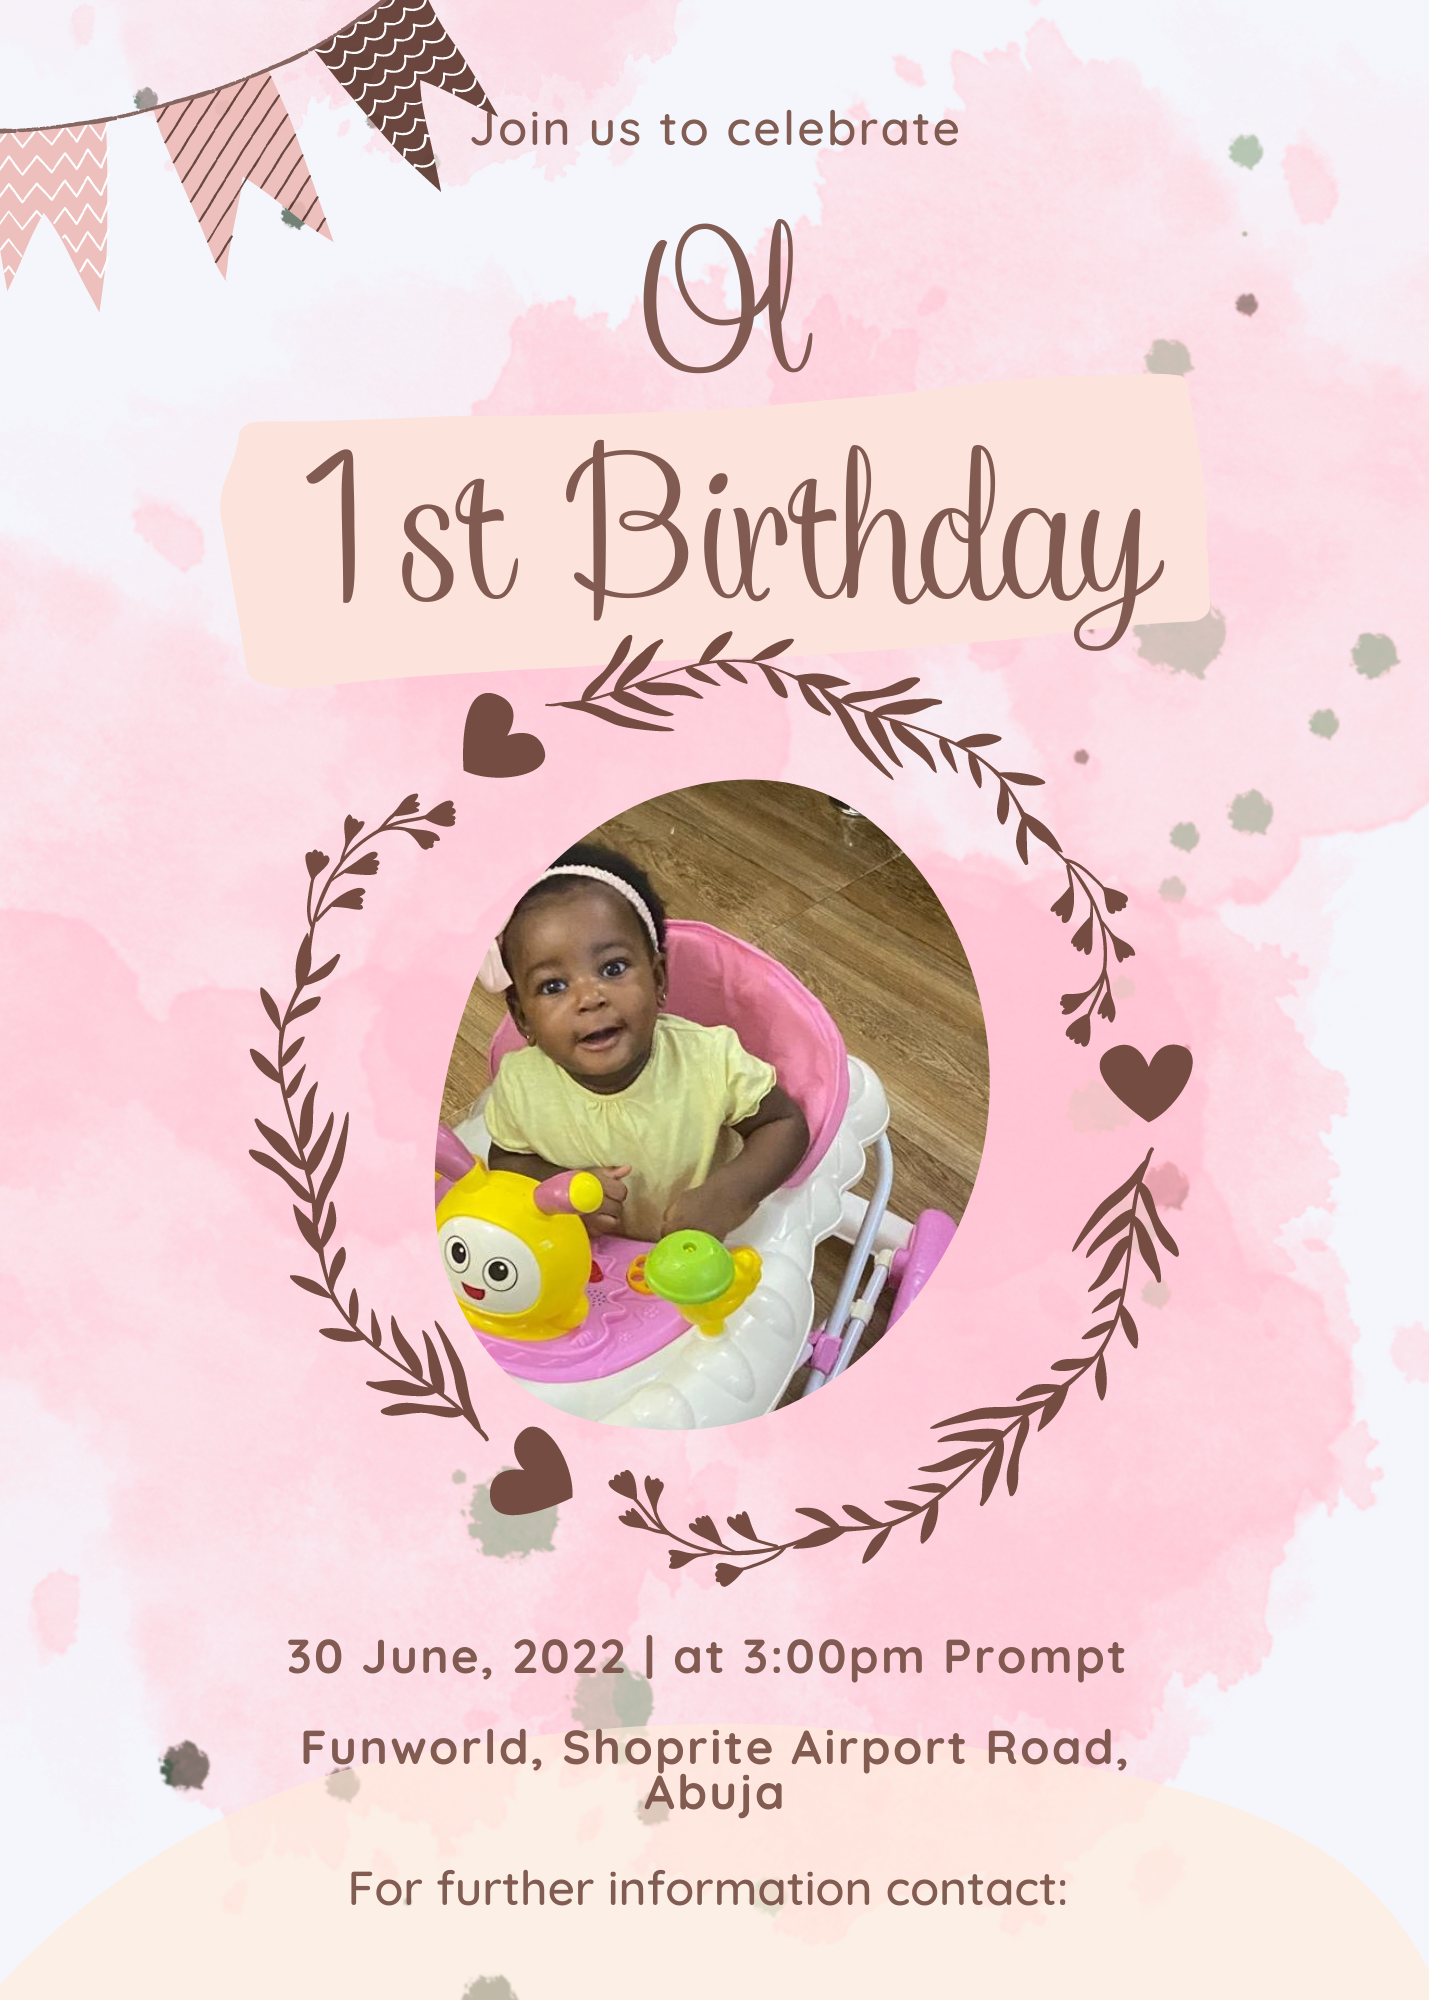 Join us to celebrate
Ol
1st Birthday
30 June, 2022 | at 3:00pm Prompt
Funworld, Shoprite Airport Road,
Abuja
For further information contact: